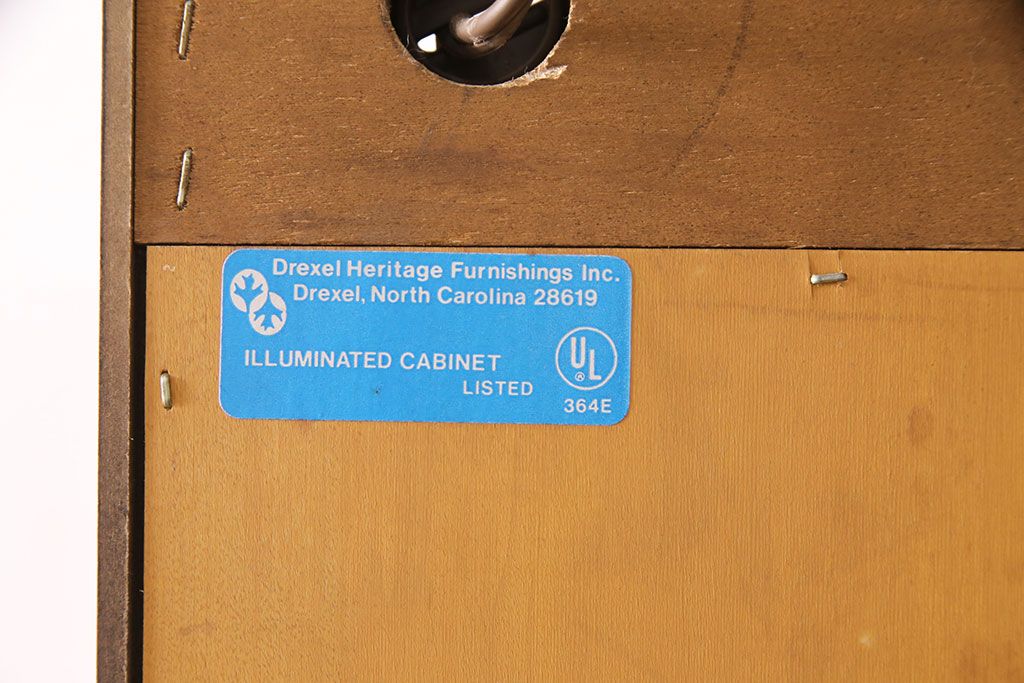 Drexel Heritage Furnishings Inc.
Drexel, North Carolina 28619
ILLUMINATED CABINET
LISTED
UL
®
364E